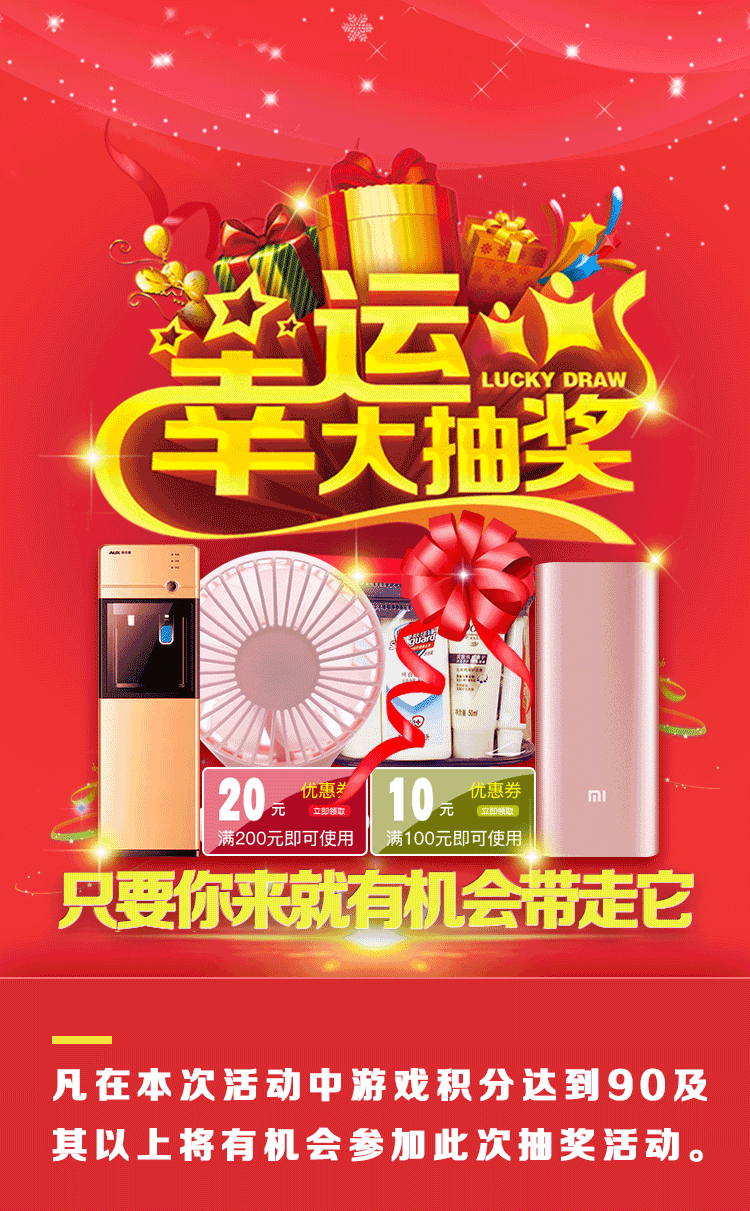 幸运
LUCKY DRAW
大抽奖
AUX
guard
50ml
20元
优惠券
立即领取
满200元即可使用
10元
优惠券
立即领取
满100元即可使用
mi
只要你来就有机会带走它
凡在本次活动中游戏积分达到90及
其以上将有机会参加此次抽奖活动。